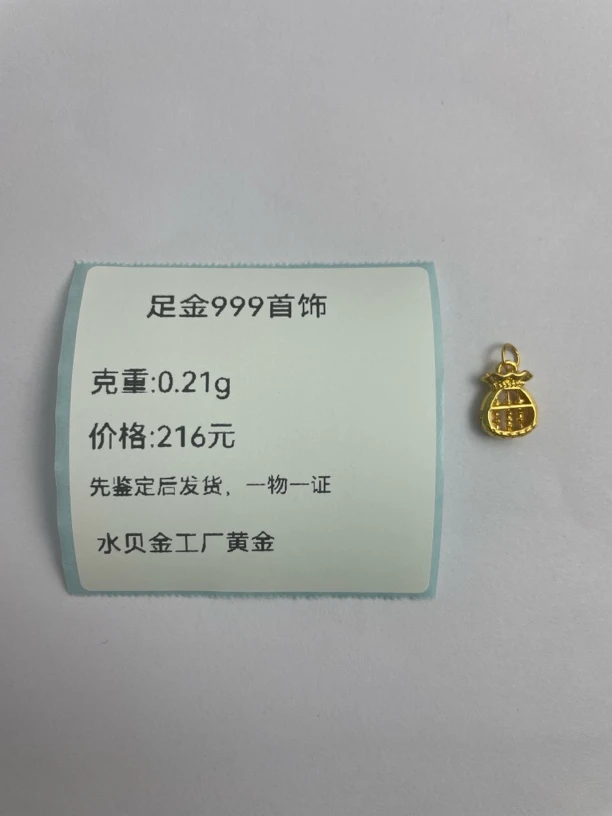 足金999首饰
克重:0.21g
价格:216元
先鉴定后发货，一物一证
水贝金工厂黄金